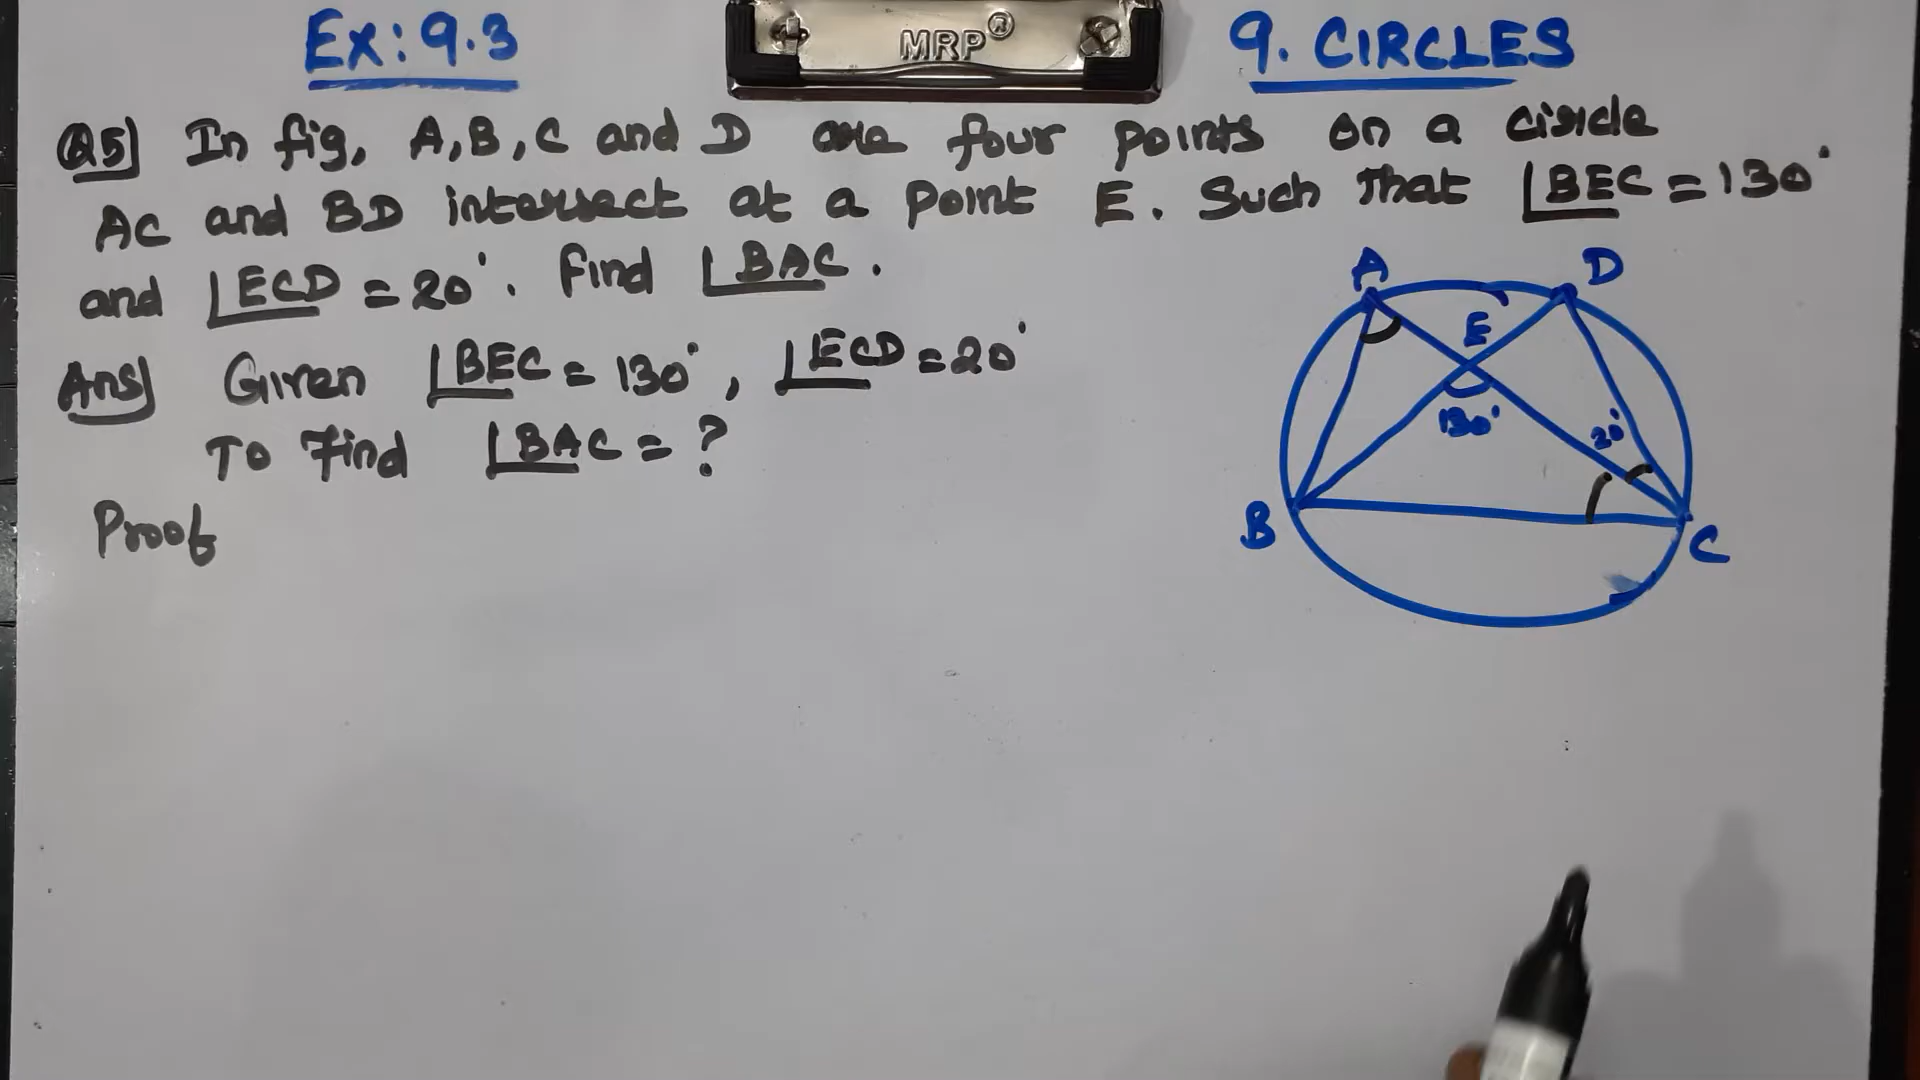 Ex: 9.3
MRP®
9. CIRCLES
Q5] In fig, A, B, C and D are four points on a circle
AC and BD intersect at a point E. Such that ∠BEC = 130°
and ∠ECD = 20°. Find ∠BAC.
Ans] Given ∠BEC = 130°, ∠ECD = 20°
To Find ∠BAC = ?
Proof
A
D
E
130°
20°
B
C